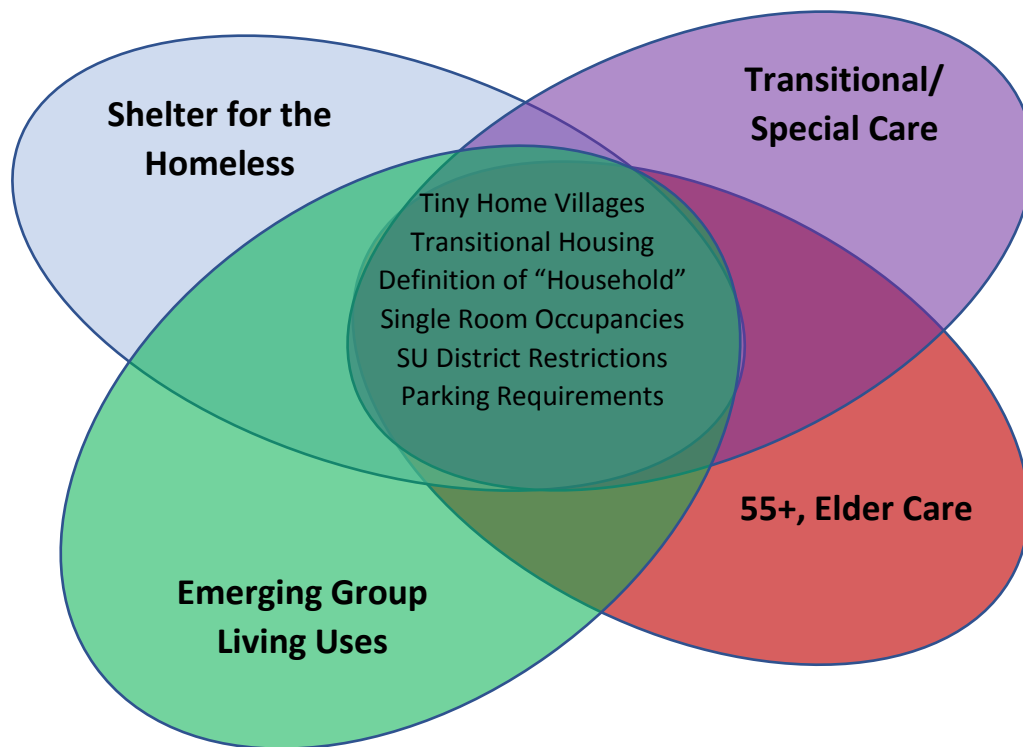 Shelter for the
Homeless
Transitional/
Special Care
Tiny Home Villages
Transitional Housing
Definition of “Household”
Single Room Occupancies
SU District Restrictions
Parking Requirements
55+, Elder Care
Emerging Group
Living Uses